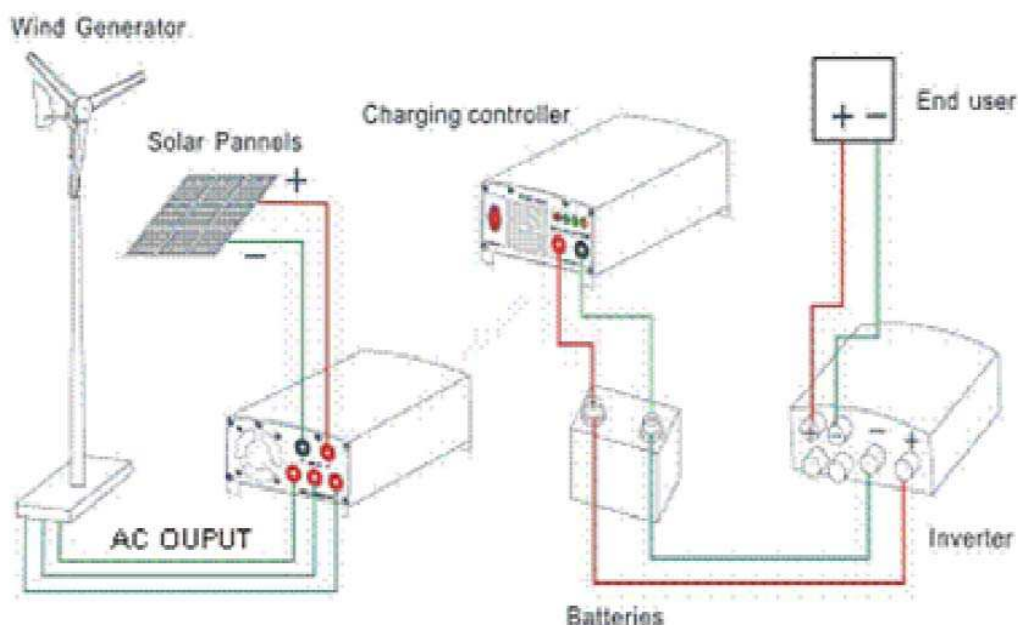 Wind Generator
Solar Pannels
+
−
Charging controller
+ −
End user
AC OUPUT
− +
Inverter
Batteries